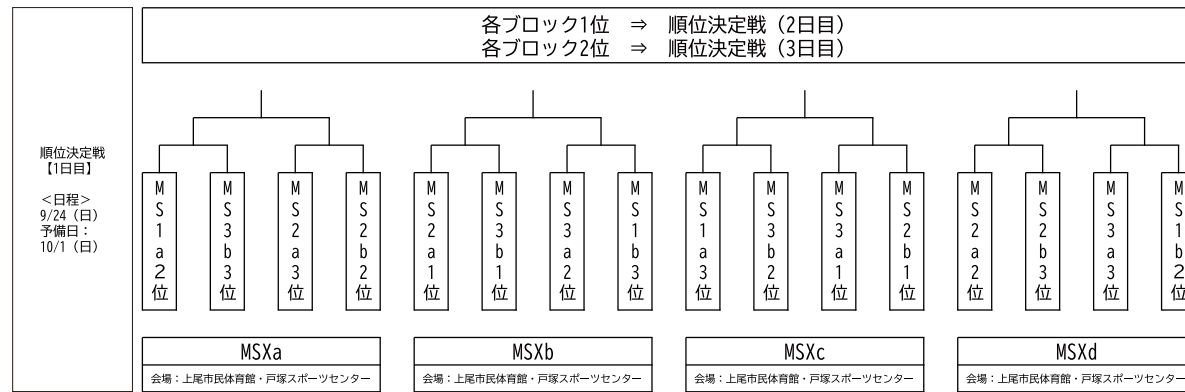 各ブロック1位 ⇒ 順位決定戦（2日目）
各ブロック2位 ⇒ 順位決定戦（3日目）
順位決定戦
【1日目】
＜日程＞
9/24（日）
予備日：
10/1（日）
MS1a2位
MS3b3位
MS2a3位
MS2b2位
MS2a1位
MS3b1位
MS3a2位
MS1b3位
MS1a3位
MS3b2位
MS3a1位
MS2b1位
MS2a2位
MS2b3位
MS3a3位
MS1b2位
MSXa
会場：上尾市民体育館・戸塚スポーツセンター
MSXb
会場：上尾市民体育館・戸塚スポーツセンター
MSXc
会場：上尾市民体育館・戸塚スポーツセンター
MSXd
会場：上尾市民体育館・戸塚スポーツセンター